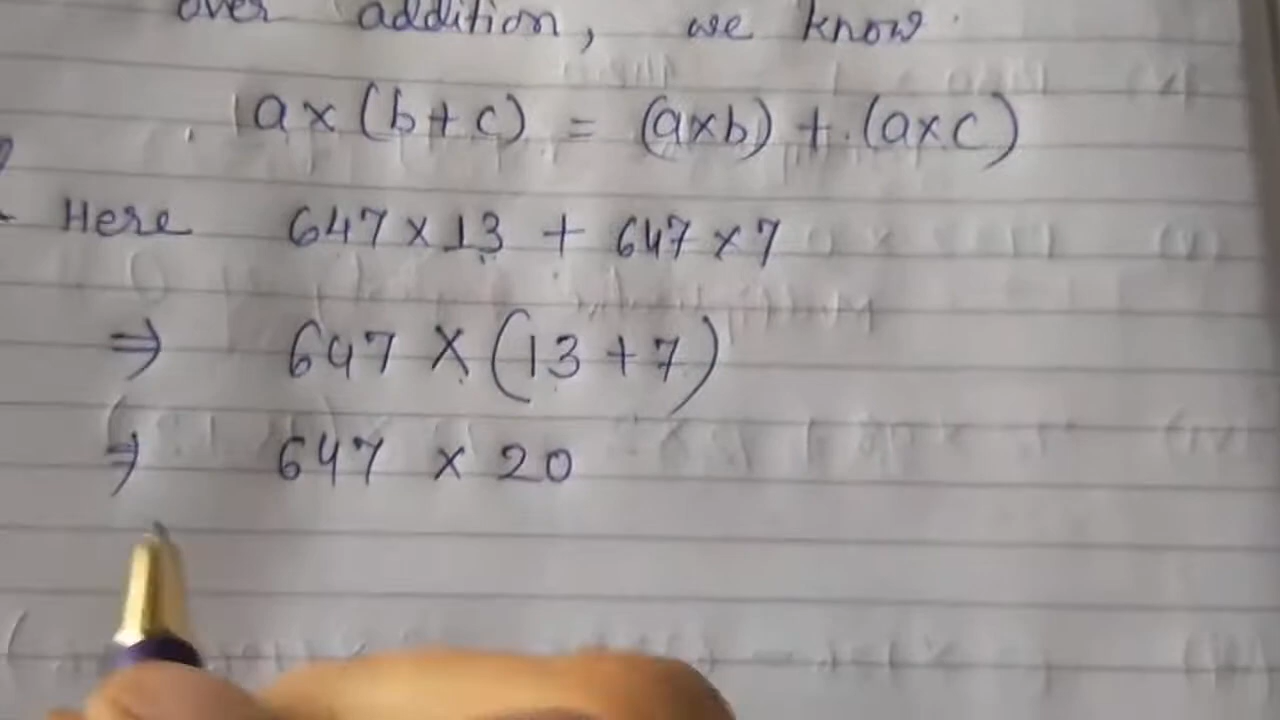 over addition, we know
a × (b + c) = (a×b) + (a×c)
Here 647 × 13 + 647 × 7
⇒ 647 × (13 + 7)
⇒ 647 × 20